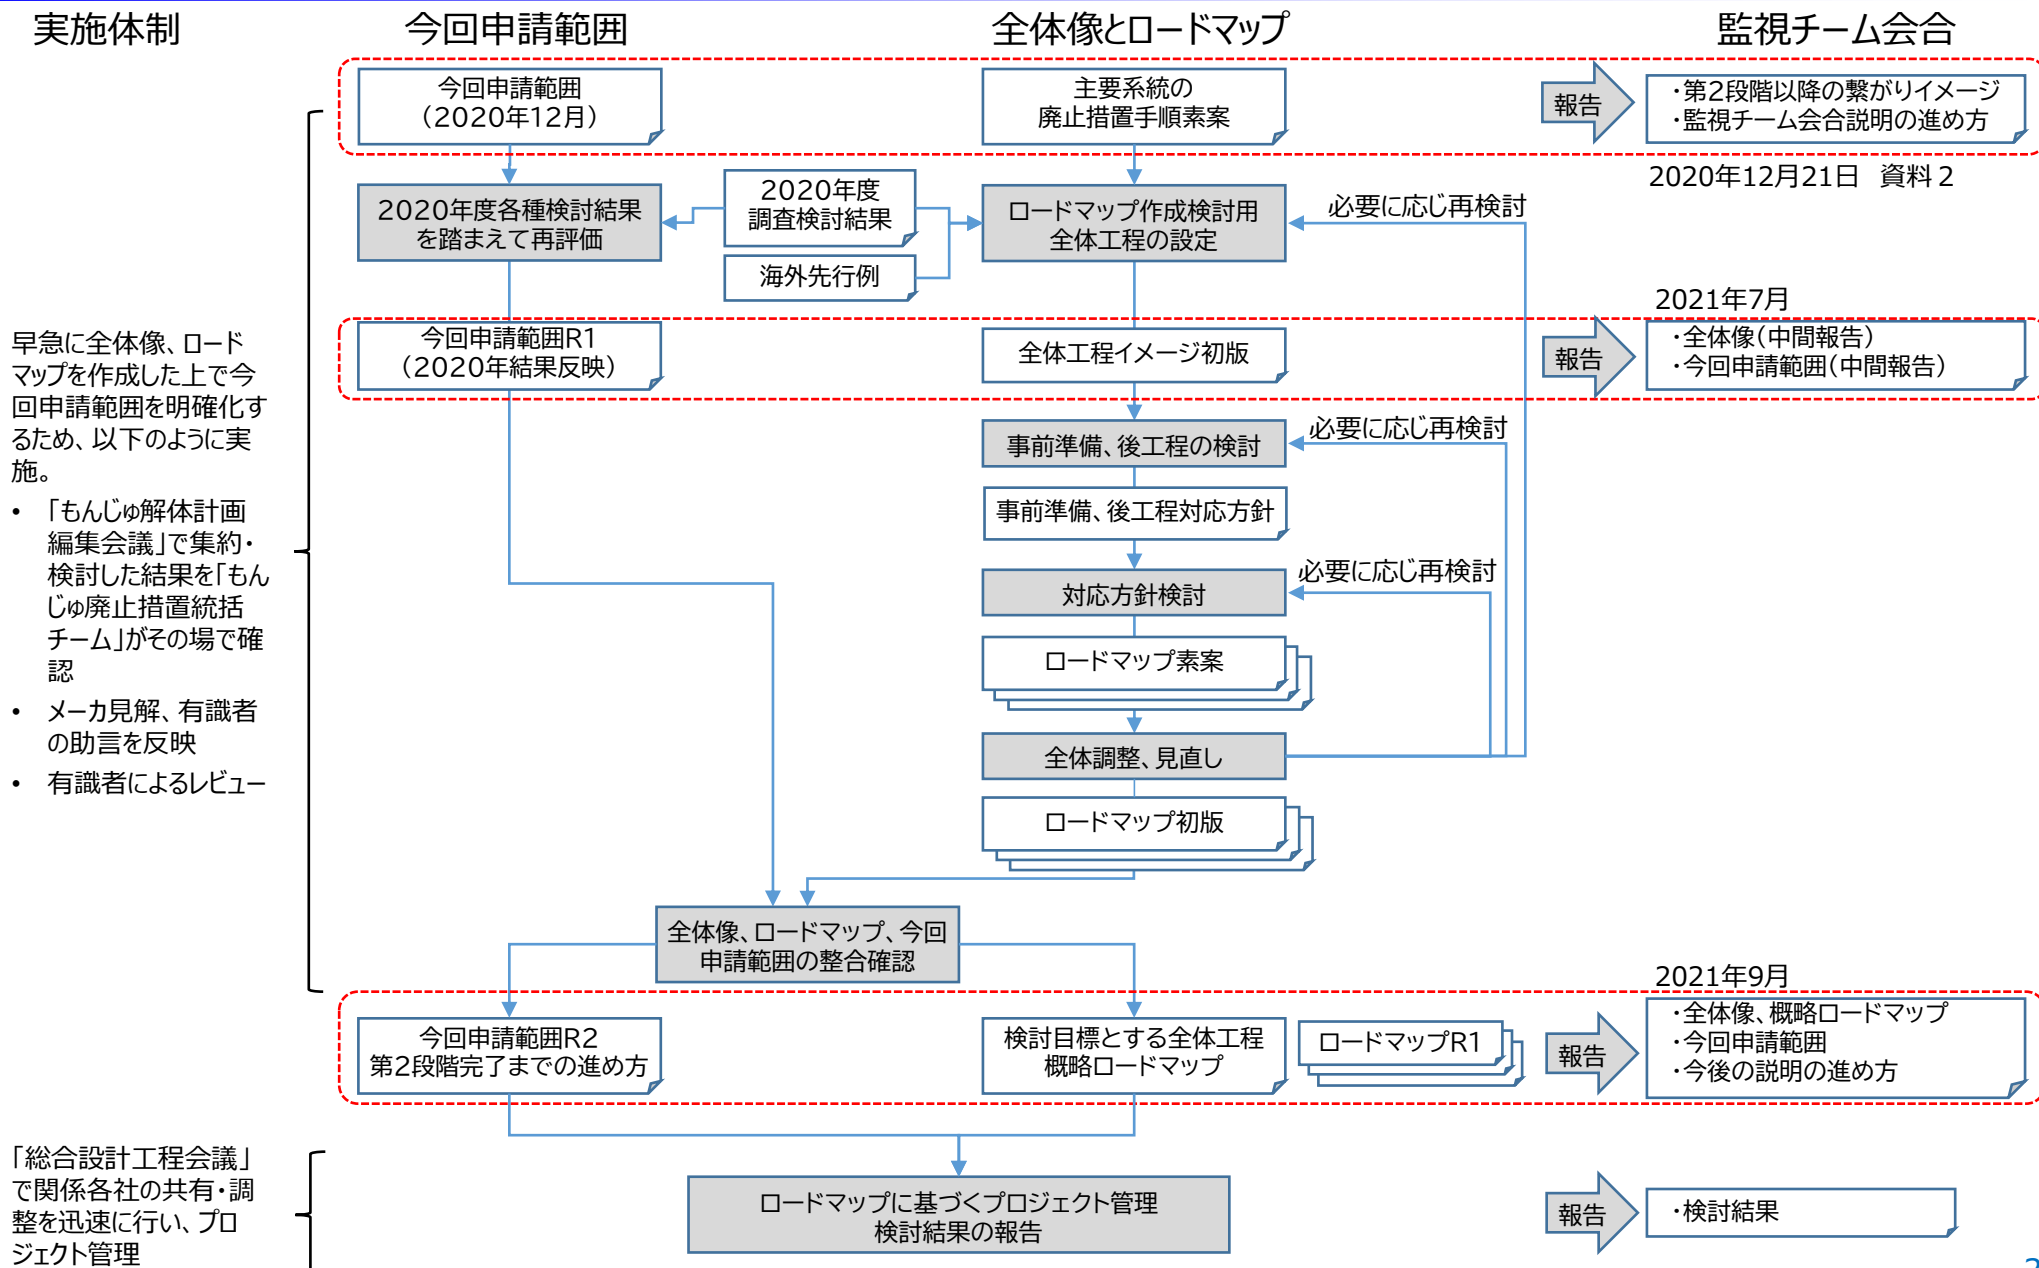 実施体制
今回申請範囲
全体像とロードマップ
監視チーム会合
今回申請範囲
（2020年12月）
主要系統の
廃止措置手順素案
報告
・第2段階以降の繋がりイメージ
・監視チーム会合説明の進め方
2020年12月21日 資料2
2020年度各種検討結果
を踏まえて再評価
2020年度
調査検討結果
海外先行例
ロードマップ作成検討用
全体工程の設定
必要に応じ再検討
2021年7月
今回申請範囲R1
（2020年結果反映）
全体工程イメージ初版
報告
・全体像（中間報告）
・今回申請範囲（中間報告）
早急に全体像、ロード
マップを作成した上で今
回申請範囲を明確化す
るため、以下のように実
施。
• 「もんじゅ解体計画
編集会議」で集約・
検討した結果を「もん
じゅ廃止措置統括
チーム」がその場で確
認
• メーカ見解、有識者
の助言を反映
• 有識者によるレビュー
事前準備、後工程の検討
必要に応じ再検討
事前準備、後工程対応方針
対応方針検討
必要に応じ再検討
ロードマップ素案
全体調整、見直し
ロードマップ初版
全体像、ロードマップ、今回
申請範囲の整合確認
2021年9月
今回申請範囲R2
第2段階完了までの進め方
検討目標とする全体工程
概略ロードマップ
ロードマップR1
報告
・全体像、概略ロードマップ
・今回申請範囲
・今後の説明の進め方
「総合設計工程会議」
で関係各社の共有・調
整を迅速に行い、プロ
ジェクト管理
ロードマップに基づくプロジェクト管理
検討結果の報告
報告
・検討結果